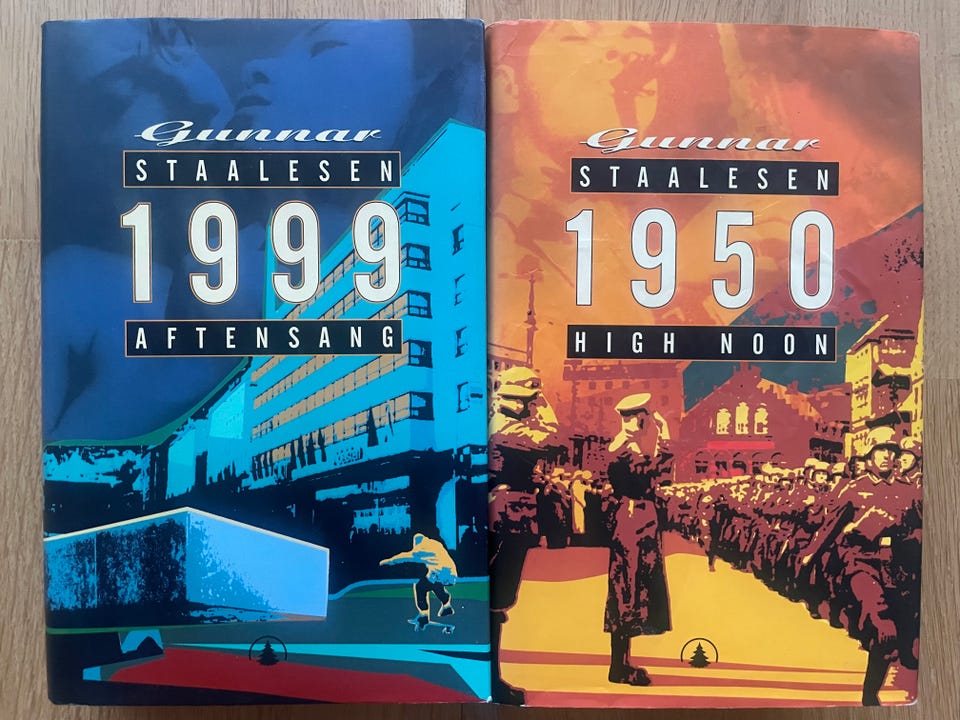 Gunnar
STAALESEN
1999
AFTENSANG
Gunnar
STAALESEN
1950
HIGH NOON